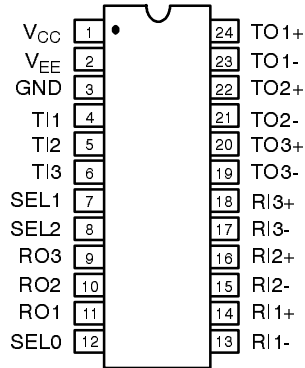 VCC 1 24 TO1+
VEE 2 23 TO1-
GND 3 22 TO2+
TI1 4 21 TO2-
TI2 5 20 TO3+
TI3 6 19 TO3-
SEL1 7 18 RI3+
SEL2 8 17 RI3-
RO3 9 16 RI2+
RO2 10 15 RI2-
RO1 11 14 RI1+
SEL0 12 13 RI1-